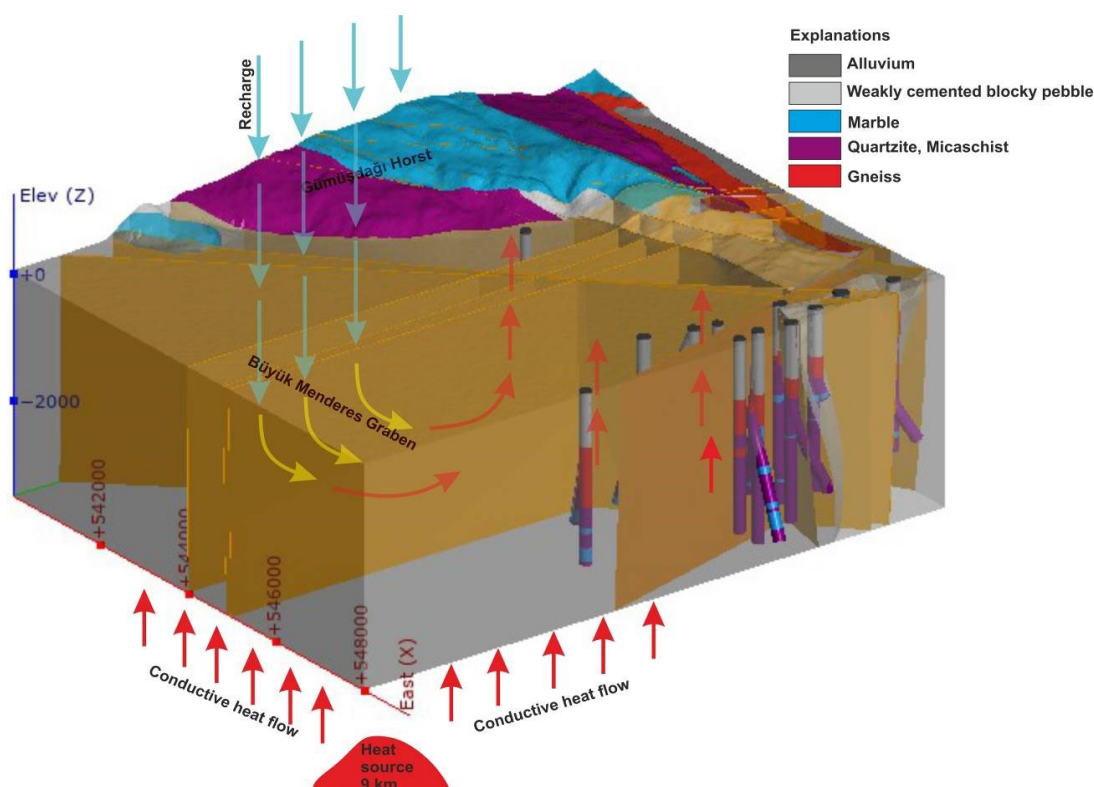 Explanations
Alluvium
Weakly cemented blocky pebble
Marble
Quartzite, Micaschist
Gneiss
Recharge
Gümüşdağı Horst
Elev (Z)
+0
−2000
Büyük Menderes Graben
+542000
+544000
+546000
+548000
East (X)
Conductive heat flow
Conductive heat flow
Heat
source
9 km